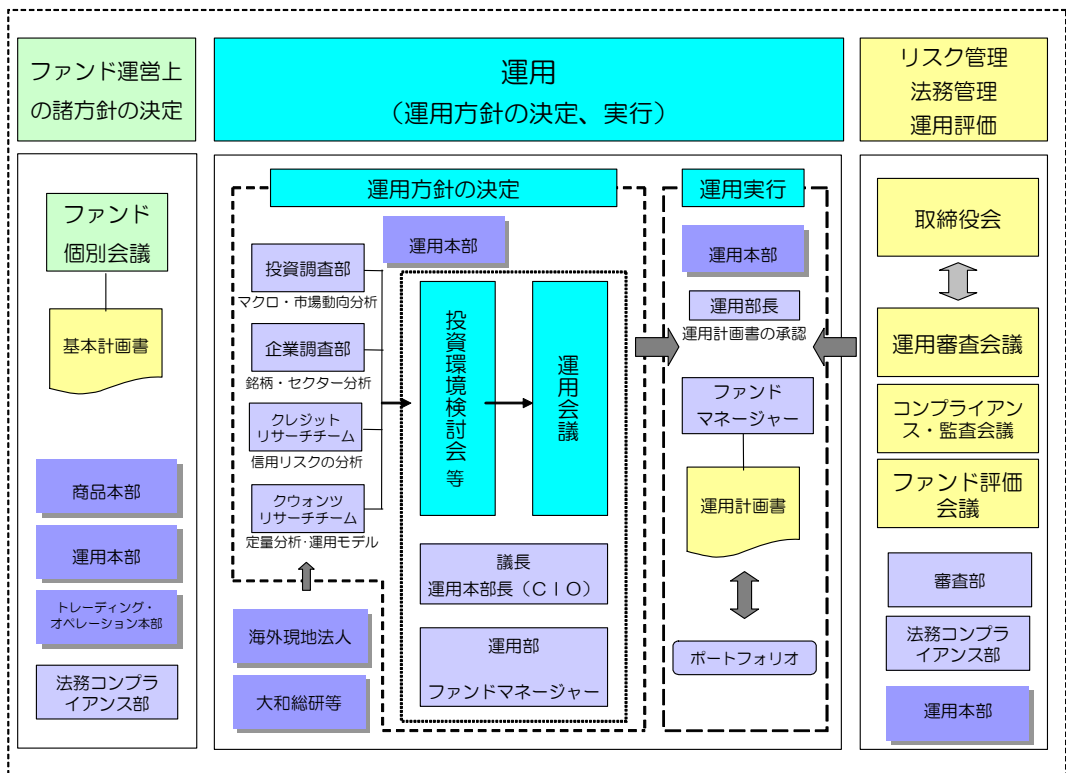 ファンド運営上
の諸方針の決定
運用
(運用方針の決定、実行)
リスク管理
法務管理
運用評価
ファンド
個別会議
基本計画書
商品本部
運用本部
トレーディング・
オペレーション本部
法務コンプラ
イアンス部
運用方針の決定
運用本部
投資調査部
マクロ・市場動向分析
企業調査部
銘柄・セクター分析
クレジット
リサーチチーム
信用リスクの分析
クウォンツ
リサーチチーム
定量分析・運用モデル
海外現地法人
大和総研等
投資環境検討会等
運用会議
議長
運用本部長(CIO)
運用部
ファンドマネージャー
運用実行
運用本部
運用部長
運用計画書の承認
ファンド
マネージャー
運用計画書
ポートフォリオ
取締役会
運用審査会議
コンプライアン
ス・監査会議
ファンド評価
会議
審査部
法務コンプラ
イアンス部
運用本部